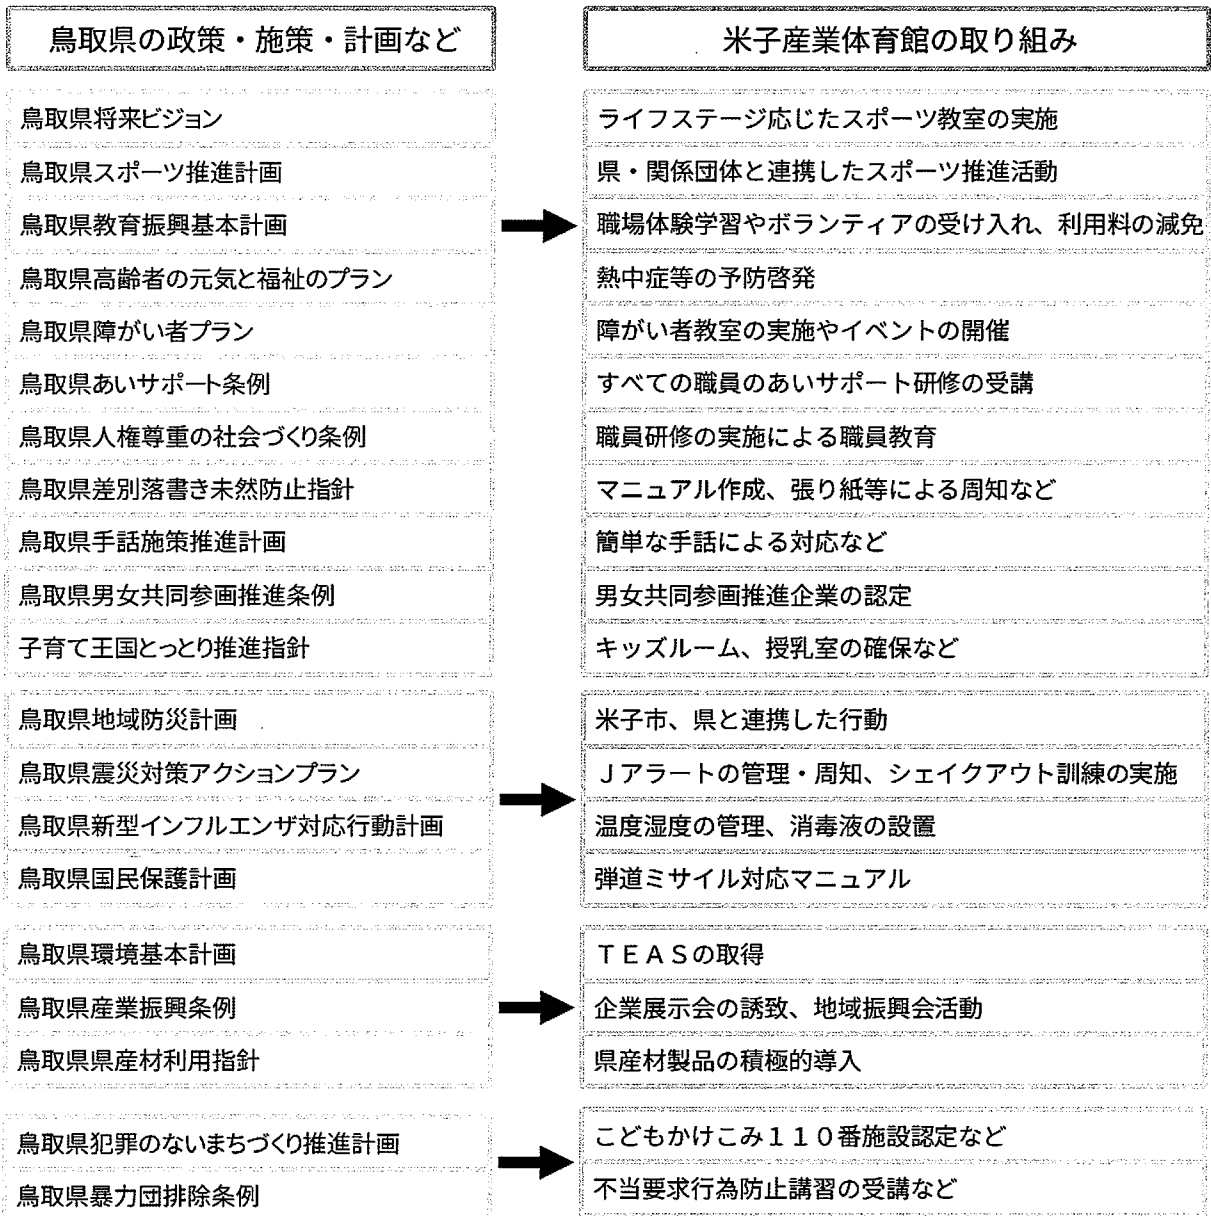 鳥取県の政策・施策・計画など
米子産業体育館の取り組み
鳥取県将来ビジョン
ライフステージ応じたスポーツ教室の実施
鳥取県スポーツ推進計画
県・関係団体と連携したスポーツ推進活動
鳥取県教育振興基本計画
職場体験学習やボランティアの受け入れ、利用料の減免
鳥取県高齢者の元気と福祉のプラン
熱中症等の予防啓発
鳥取県障がい者プラン
障がい者教室の実施やイベントの開催
鳥取県あいサポート条例
すべての職員のあいサポート研修の受講
鳥取県人権尊重の社会づくり条例
職員研修の実施による職員教育
鳥取県差別落書き未然防止指針
マニュアル作成、張り紙等による周知など
鳥取県手話施策推進計画
簡単な手話による対応など
鳥取県男女共同参画推進条例
男女共同参画推進企業の認定
子育て王国とっとり推進指針
キッズルーム、授乳室の確保など
鳥取県地域防災計画
米子市、県と連携した行動
鳥取県震災対策アクションプラン
Ｊアラートの管理・周知、シェイクアウト訓練の実施
鳥取県新型インフルエンザ対応行動計画
温度湿度の管理、消毒液の設置
鳥取県国民保護計画
弾道ミサイル対応マニュアル
鳥取県環境基本計画
ＴＥＡＳの取得
鳥取県産業振興条例
企業展示会の誘致、地域振興会活動
鳥取県県産材利用指針
県産材製品の積極的導入
鳥取県犯罪のないまちづくり推進計画
こどもかけこみ１１０番施設認定など
鳥取県暴力団排除条例
不当要求行為防止講習の受講など